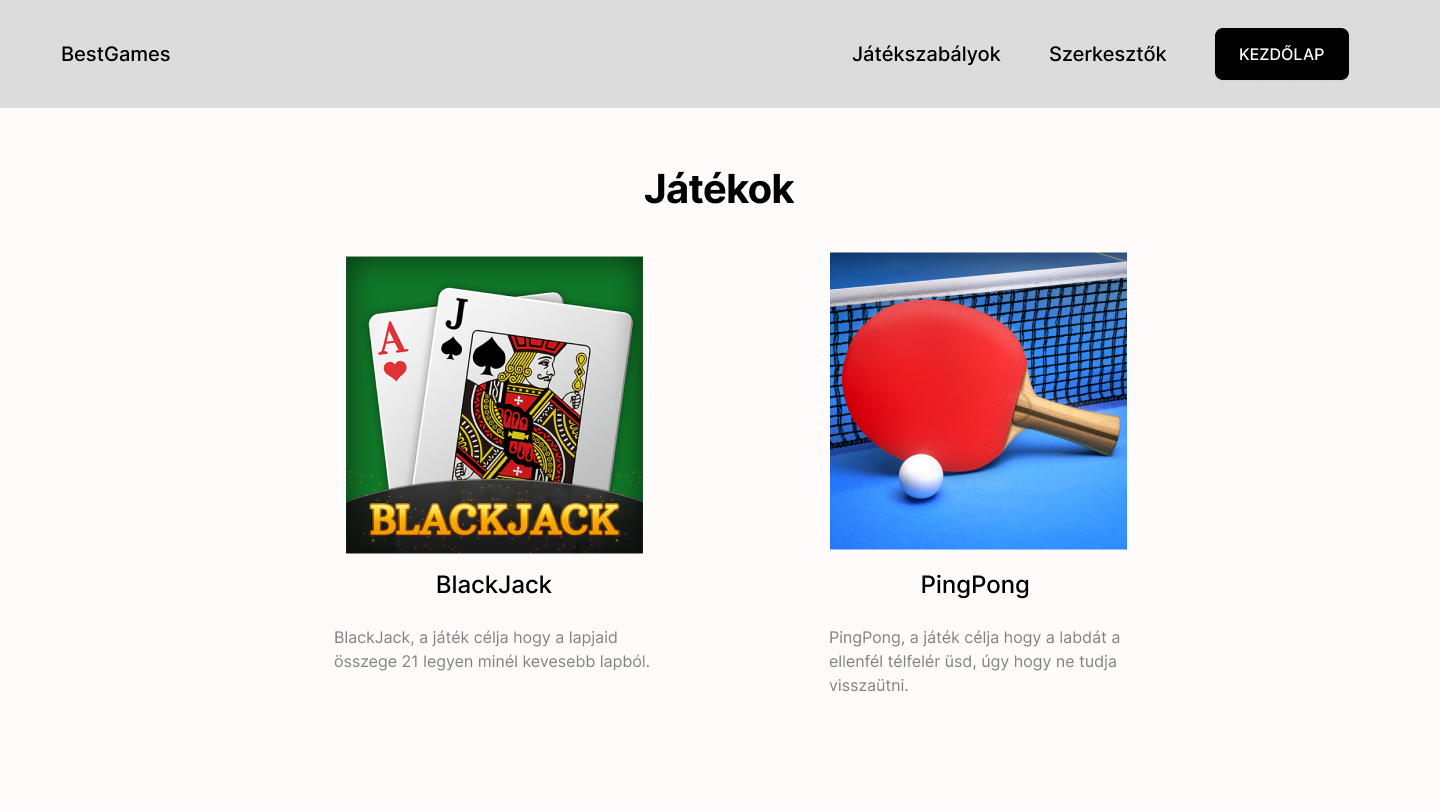 BestGames
Játékszabályok
Szerkesztők
KEZDŐLAP
Játékok
A
J
BLACKJACK
BlackJack
BlackJack, a játék célja hogy a lapjaid
összege 21 legyen minél kevesebb lapból.
PingPong
PingPong, a játék célja hogy a labdát a
ellenfél télfelér üsd, úgy hogy ne tudja
visszaütni.